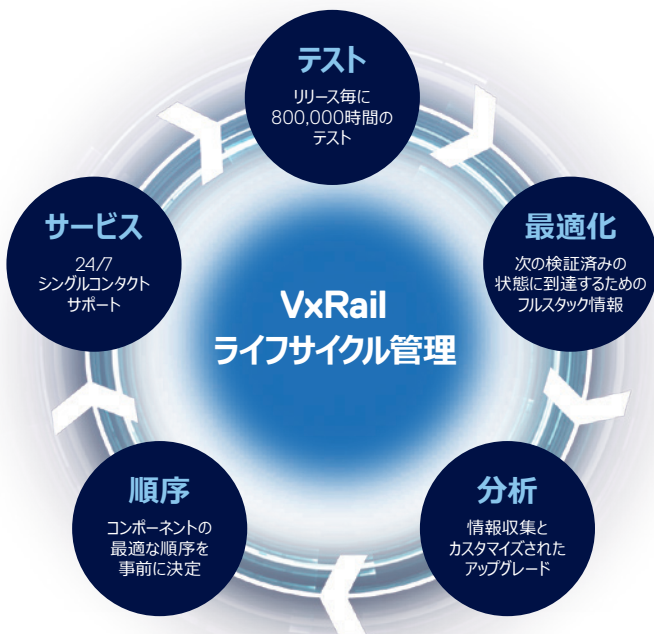 テスト
リリース毎に
800,000時間の
テスト
最適化
次の検証済みの
状態に到達するための
フルスタック情報
分析
情報収集と
カスタマイズされた
アップグレード
順序
コンポーネントの
最適な順序を
事前に決定
サービス
24/7
シングルコンタクト
サポート
VxRail
ライフサイクル管理